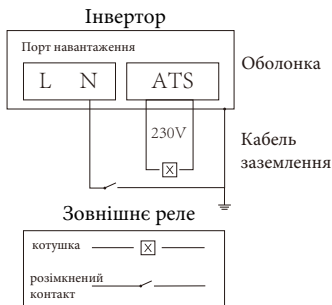 Інвертор
Порт навантаження
L N ATS
Оболонка
230V
X
Кабель
заземлення
Зовнішнє реле
котушка X
розімкнений
контакт